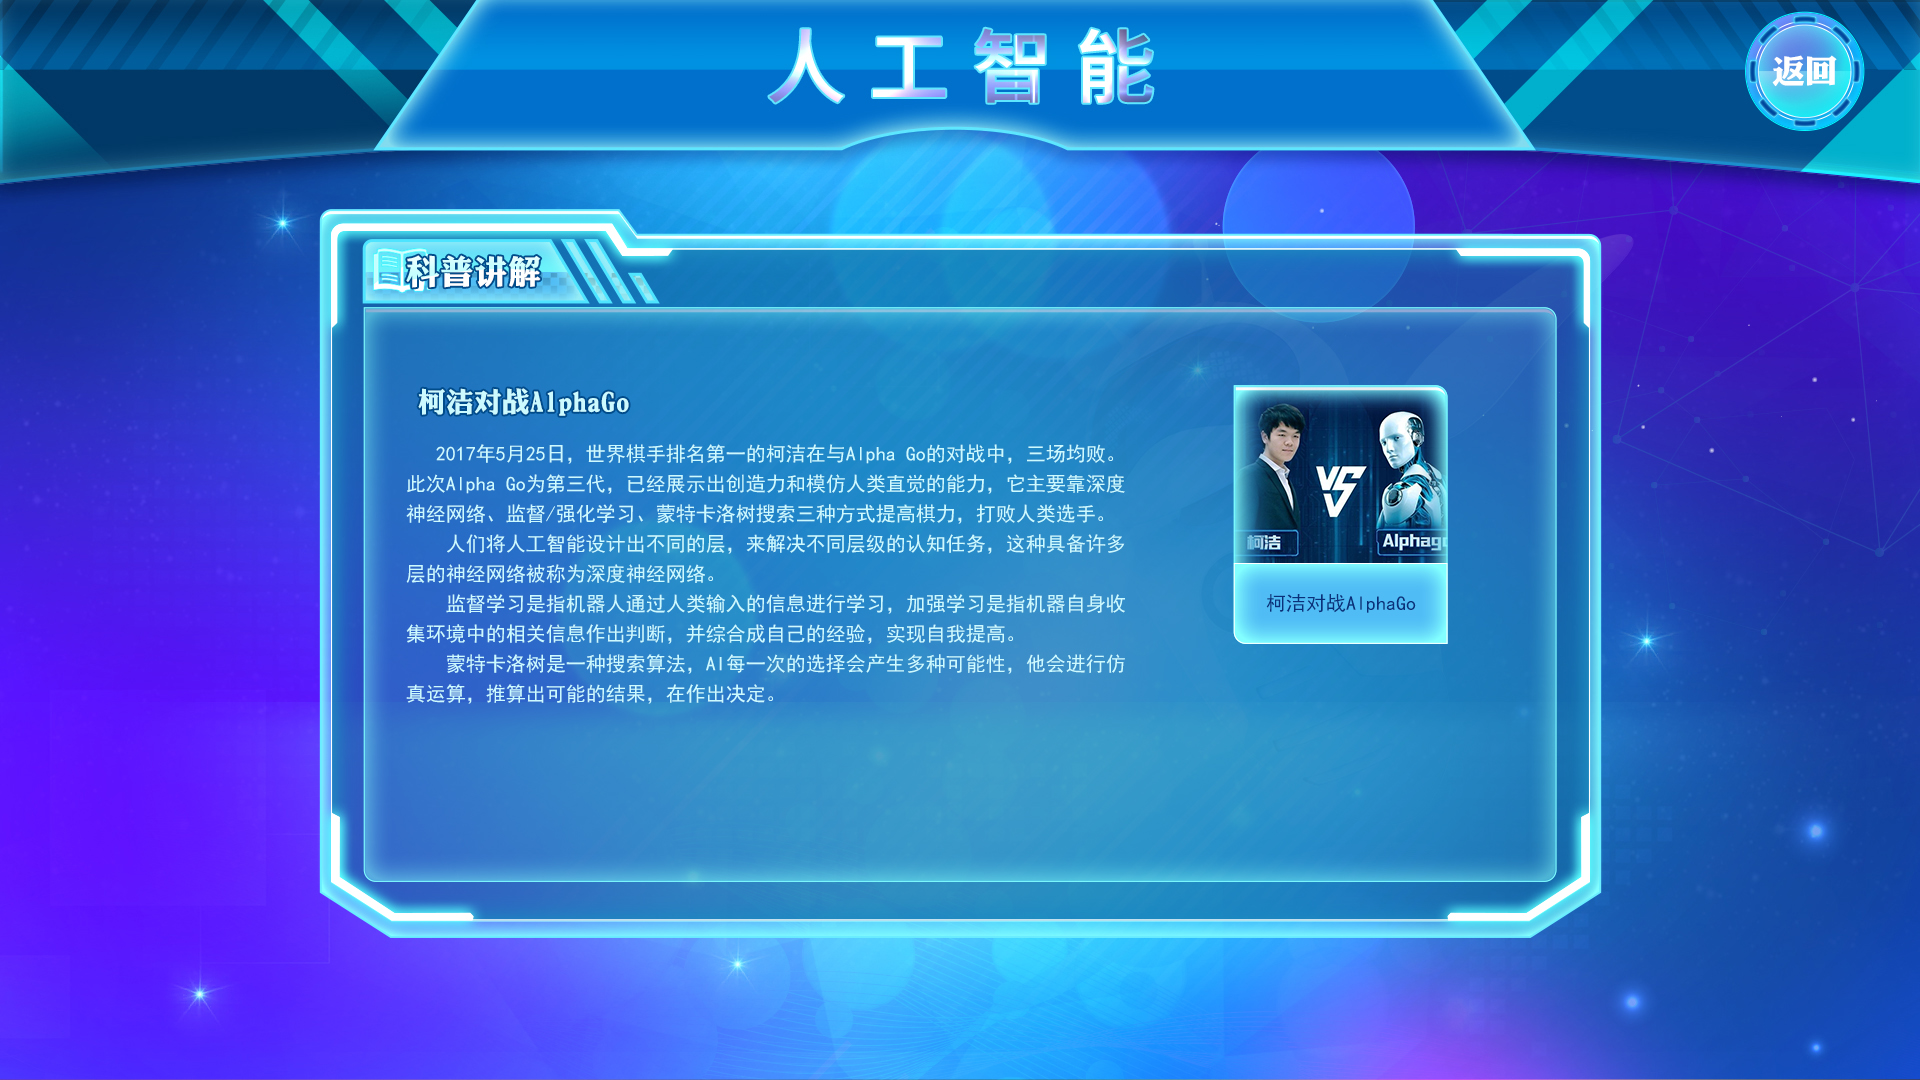 人工智能
返回
科普讲解
柯洁对战AlphaGo
2017年5月25日，世界棋手排名第一的柯洁在与Alpha Go的对战中，三场均败。
此次Alpha Go为第三代，已经展示出创造力和模仿人类直觉的能力，它主要靠深度
神经网络、监督/强化学习、蒙特卡洛树搜索三种方式提高棋力，打败人类选手。
人们将人工智能设计出不同的层，来解决不同层级的认知任务，这种具备许多
层的神经网络被称为深度神经网络。
监督学习是指机器人通过人类输入的信息进行学习，加强学习是指机器自身收
集环境中的相关信息作出判断，并综合成自己的经验，实现自我提高。
蒙特卡洛树是一种搜索算法，AI每一次的选择会产生多种可能性，他会进行仿
真运算，推算出可能的结果，在作出决定。
VS
柯洁
Alphago
柯洁对战AlphaGo